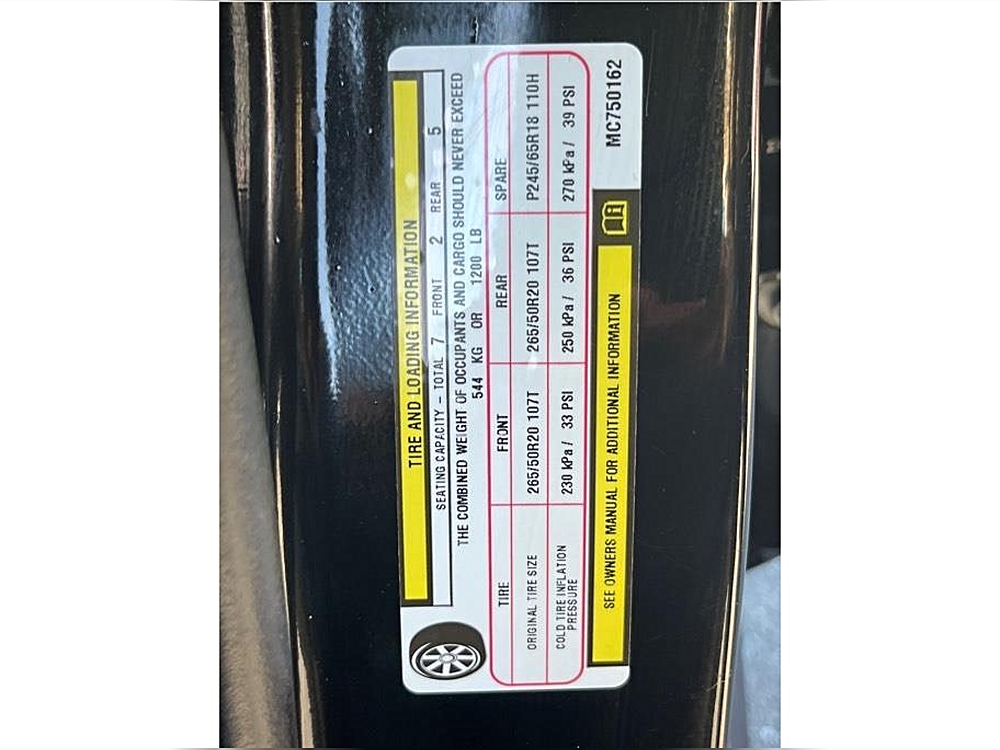 TIRE AND LOADING INFORMATION
SEATING CAPACITY – TOTAL 7 FRONT 2 REAR 5
THE COMBINED WEIGHT OF OCCUPANTS AND CARGO SHOULD NEVER EXCEED
544 KG OR 1200 LB
TIRE FRONT REAR SPARE
ORIGINAL TIRE SIZE 265/50R20 107T 265/50R20 107T P245/65R18 110H
COLD TIRE INFLATION PRESSURE 230 kPa / 33 PSI 250 kPa / 36 PSI 270 kPa / 39 PSI
SEE OWNERS MANUAL FOR ADDITIONAL INFORMATION
MC750162